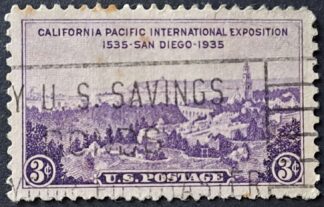 CALIFORNIA PACIFIC INTERNATIONAL EXPOSITION
1535-SAN DIEGO-1935
Y U.S. SAVINGS
3¢ U.S. POSTAGE 3¢